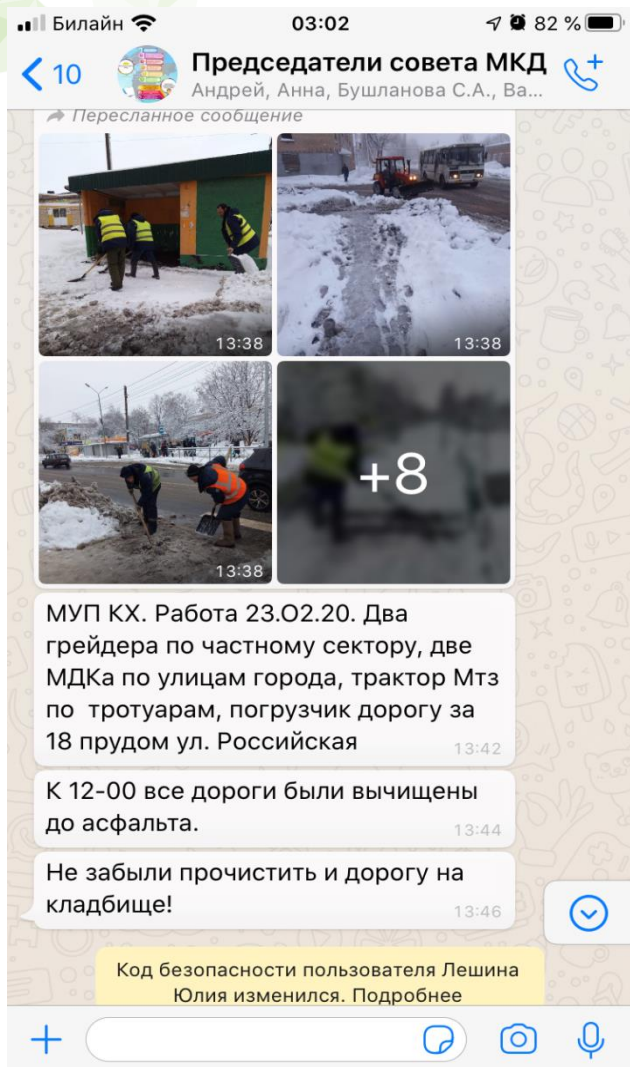 Билайн 03:02 82 %
10 Председатели совета МКД
Андрей, Анна, Бушланова С.А., Ва...
Пересланное сообщение
13:38 13:38
+8
13:38
МУП КХ. Работа 23.О2.20. Два
грейдера по частному сектору, две
МДКа по улицам города, трактор Мтз
по тротуарам, погрузчик дорогу за
18 прудом ул. Российская
13:42
К 12-00 все дороги были вычищены
до асфальта.
13:44
Не забыли прочистить и дорогу на
кладбище!
13:46
Код безопасности пользователя Лешина
Юлия изменился. Подробнее